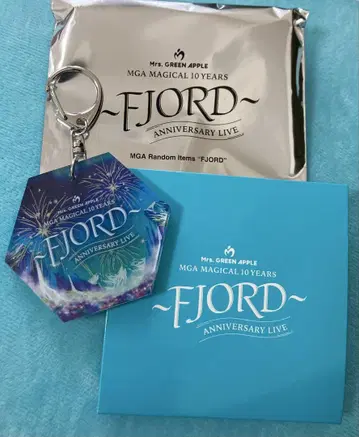 Mrs. GREEN APPLE
MGA MAGICAL 10 YEARS
~FJORD~
ANNIVERSARY LIVE
MGA Random Items "FJORD"
Mrs. GREEN APPLE
MGA MAGICAL 10 YEARS
~FJORD~
ANNIVERSARY LIVE
Mrs. GREEN APPLE
MGA MAGICAL 10 YEARS
~FJORD~
ANNIVERSARY LIVE